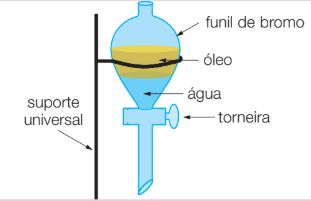 funil de bromo
óleo
água
suporte
universal
torneira